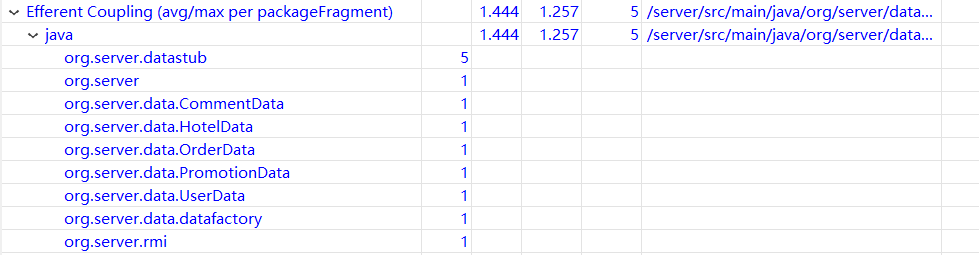 Efferent Coupling (avg/max per packageFragment) 1.444 1.257 5 /server/src/main/java/org/server/data...
java 1.444 1.257 5 /server/src/main/java/org/server/data...
org.server.datastub 5
org.server 1
org.server.data.CommentData 1
org.server.data.HotelData 1
org.server.data.OrderData 1
org.server.data.PromotionData 1
org.server.data.UserData 1
org.server.data.datafactory 1
org.server.rmi 1